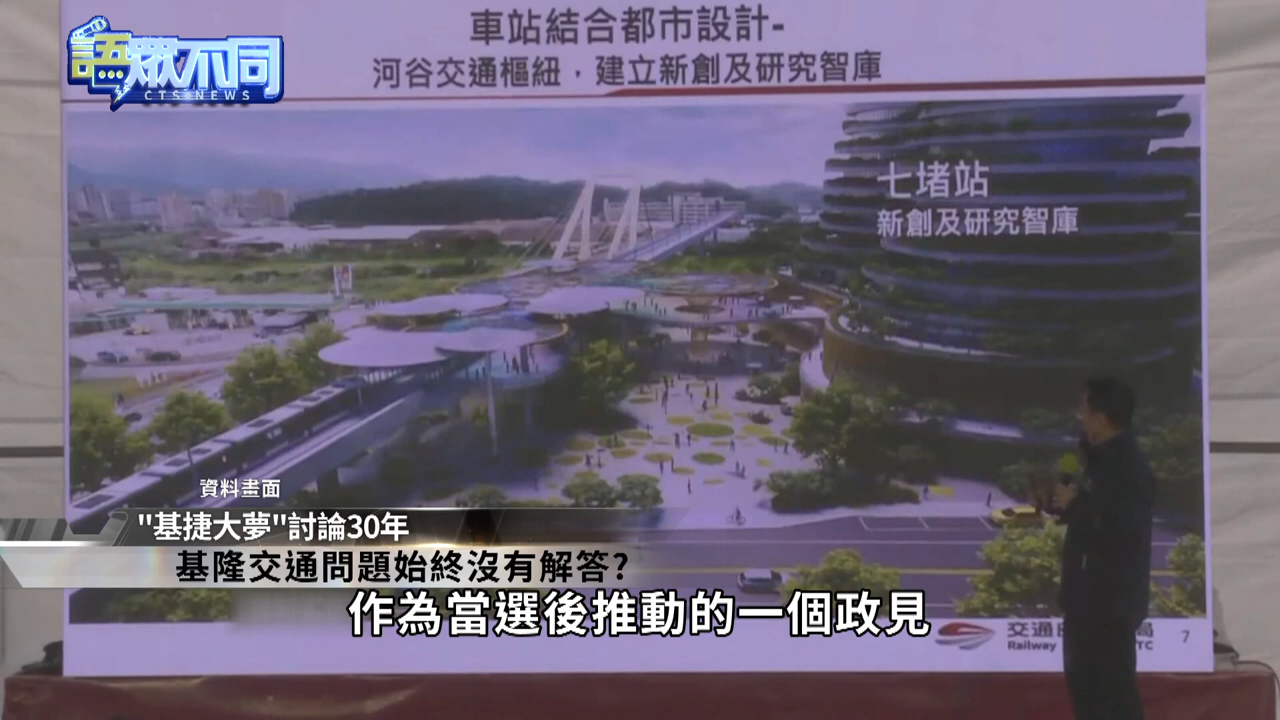 車站結合都市設計-
河谷交通樞紐，建立新創及研究智庫
語眾不同
CTS NEWS
七堵站
新創及研究智庫
資料畫面
"基捷大夢"討論30年
基隆交通問題始終沒有解答?
作為當選後推動的一個政見
交通 局
Railway TC
7